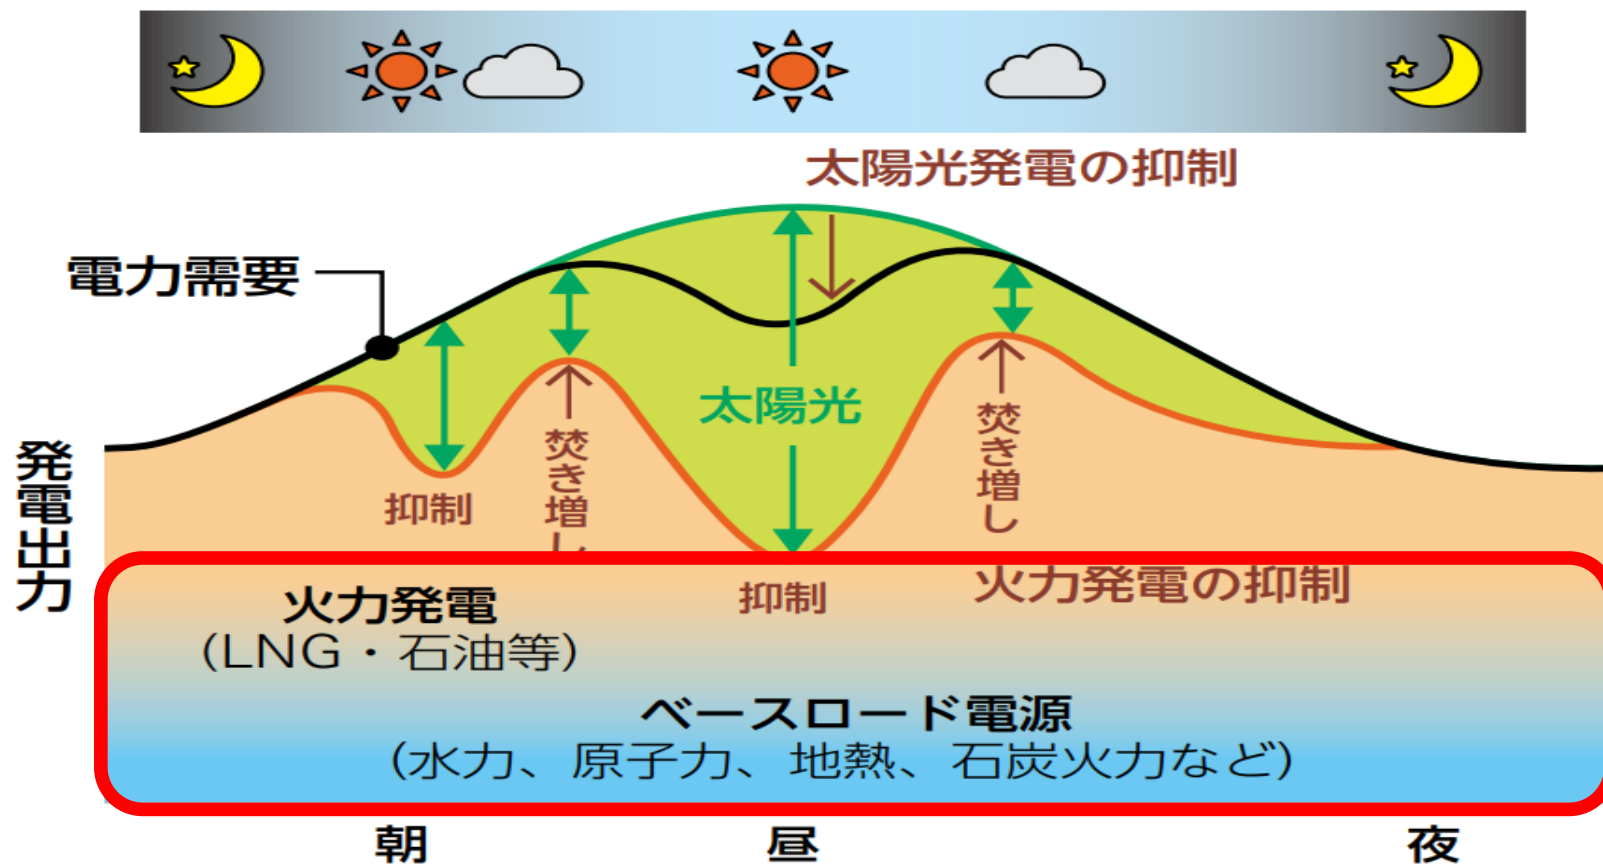 太陽光発電の抑制
電力需要
太陽光
抑制
焚き増し
焚き増し
発電出力
火力発電
(LNG・石油等)
抑制
火力発電の抑制
ベースロード電源
(水力、原子力、地熱、石炭火力など)
朝
昼
夜